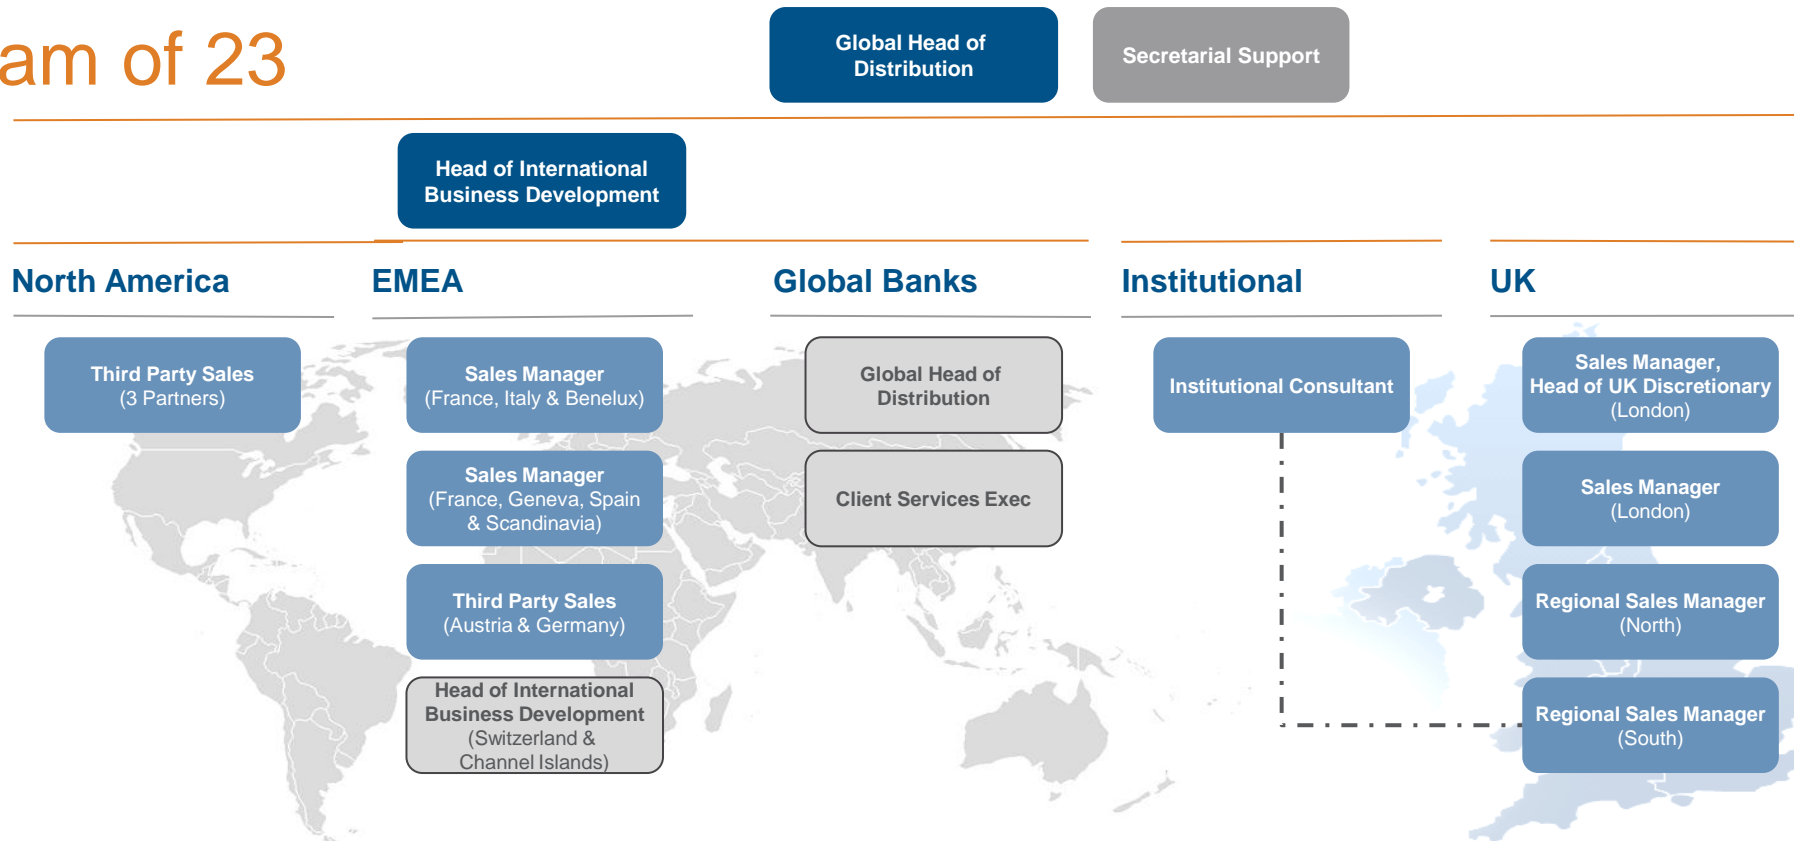 am of 23
Global Head of
Distribution
Secretarial Support
Head of International
Business Development
North America
EMEA
Global Banks
Institutional
UK
Third Party Sales
(3 Partners)
Sales Manager
(France, Italy & Benelux)
Sales Manager
(France, Geneva, Spain
& Scandinavia)
Third Party Sales
(Austria & Germany)
Head of International
Business Development
(Switzerland &
Channel Islands)
Global Head of
Distribution
Client Services Exec
Institutional Consultant
Sales Manager,
Head of UK Discretionary
(London)
Sales Manager
(London)
Regional Sales Manager
(North)
Regional Sales Manager
(South)